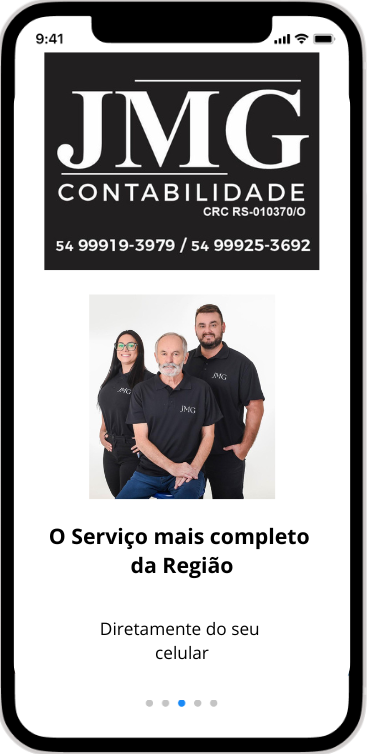 9:41
JMG
CONTABILIDADE
CRC RS-010370/O
54 99919-3979 / 54 99925-3692
JMG
JMG
JMG
O Serviço mais completo
da Região
Diretamente do seu
celular